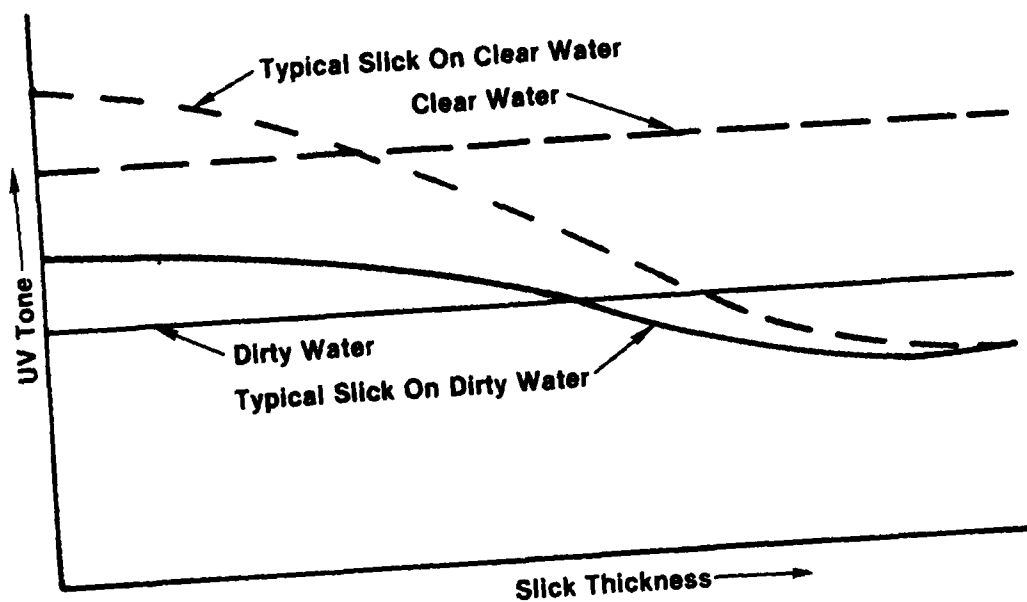 Typical Slick On Clear Water
Clear Water
UV Tone
Dirty Water
Typical Slick On Dirty Water
Slick Thickness